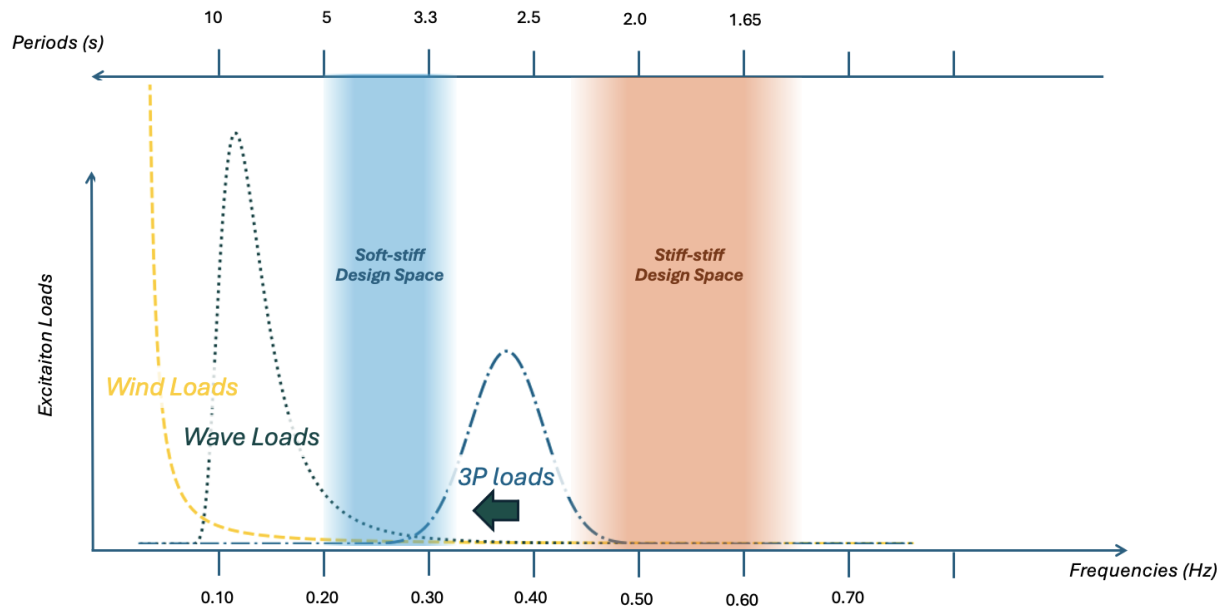 10 5 3.3 2.5 2.0 1.65
Periods (s)
Soft-stiff
Design Space
Stiff-stiff
Design Space
Excitaiton Loads
Wind Loads
Wave Loads
3P loads
Frequencies (Hz)
0.10 0.20 0.30 0.40 0.50 0.60 0.70